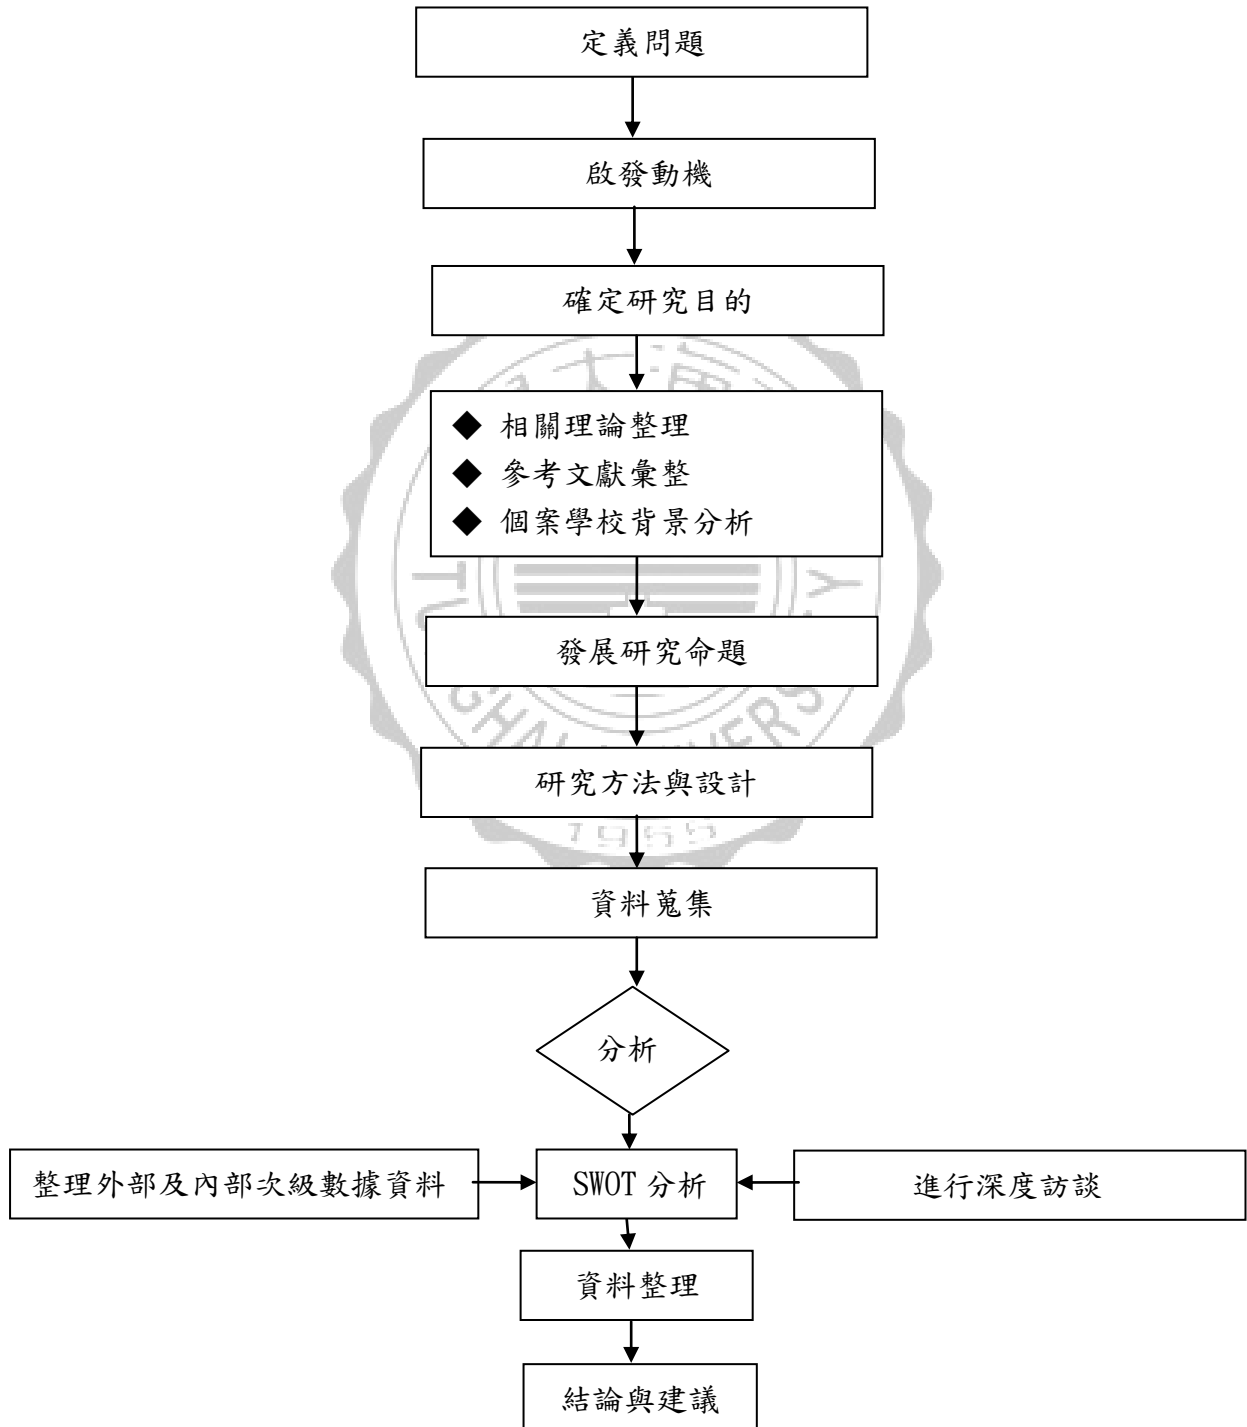 定義問題
啟發動機
確定研究目的
◆ 相關理論整理
◆ 參考文獻彙整
◆ 個案學校背景分析
發展研究命題
研究方法與設計
1955
資料蒐集
分析
整理外部及內部次級數據資料
SWOT 分析
進行深度訪談
資料整理
結論與建議